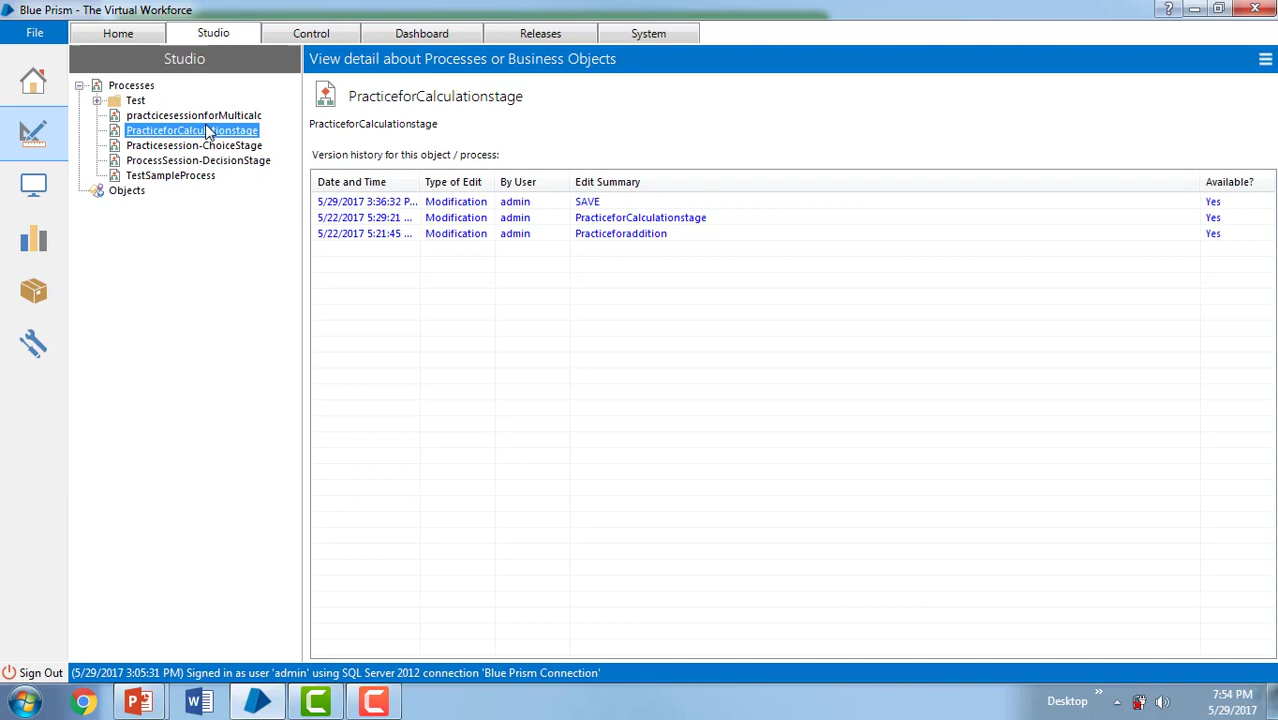 Blue Prism - The Virtual Workforce
?
File
Home
Studio
Control
Dashboard
Releases
System
Studio
View detail about Processes or Business Objects
Processes
Test
practcicesessionforMulticalc
PracticeforCalculationstage
Practicesession-ChoiceStage
ProcessSession-DecisionStage
TestSampleProcess
Objects
PracticeforCalculationstage
PracticeforCalculationstage
Version history for this object / process:
Date and Time Type of Edit By User Edit Summary Available?
5/29/2017 3:36:32 P... Modification admin SAVE Yes
5/22/2017 5:29:21 ... Modification admin PracticeforCalculationstage Yes
5/22/2017 5:21:45 ... Modification admin Practiceforaddition Yes
Sign Out
(5/29/2017 3:05:31 PM) Signed in as user 'admin' using SQL Server 2012 connection 'Blue Prism Connection'
Desktop
7:54 PM
5/29/2017